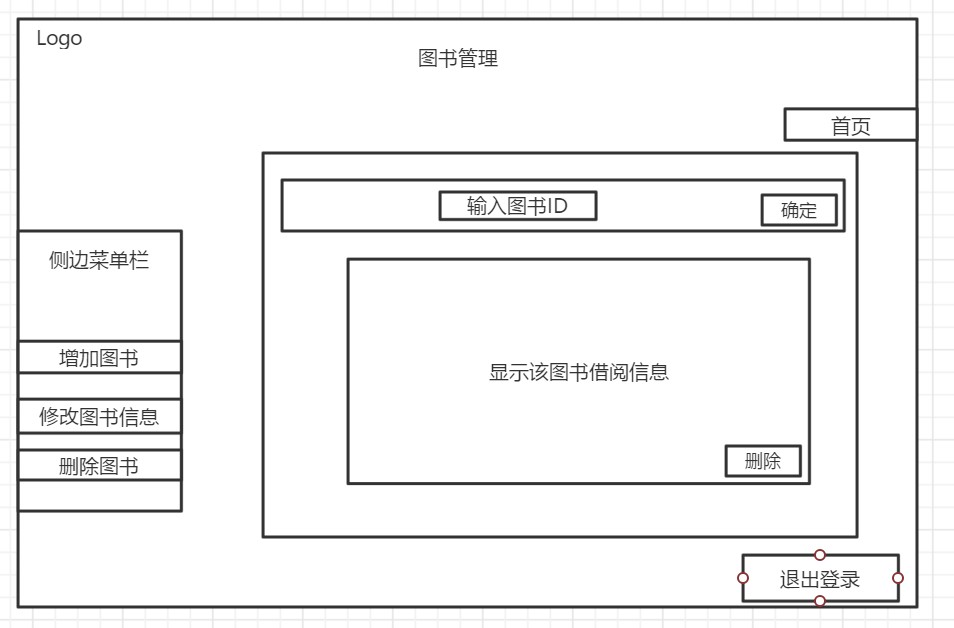 Logo
图书管理
首页
输入图书ID
确定
侧边菜单栏
增加图书
修改图书信息
删除图书
显示该图书借阅信息
删除
退出登录